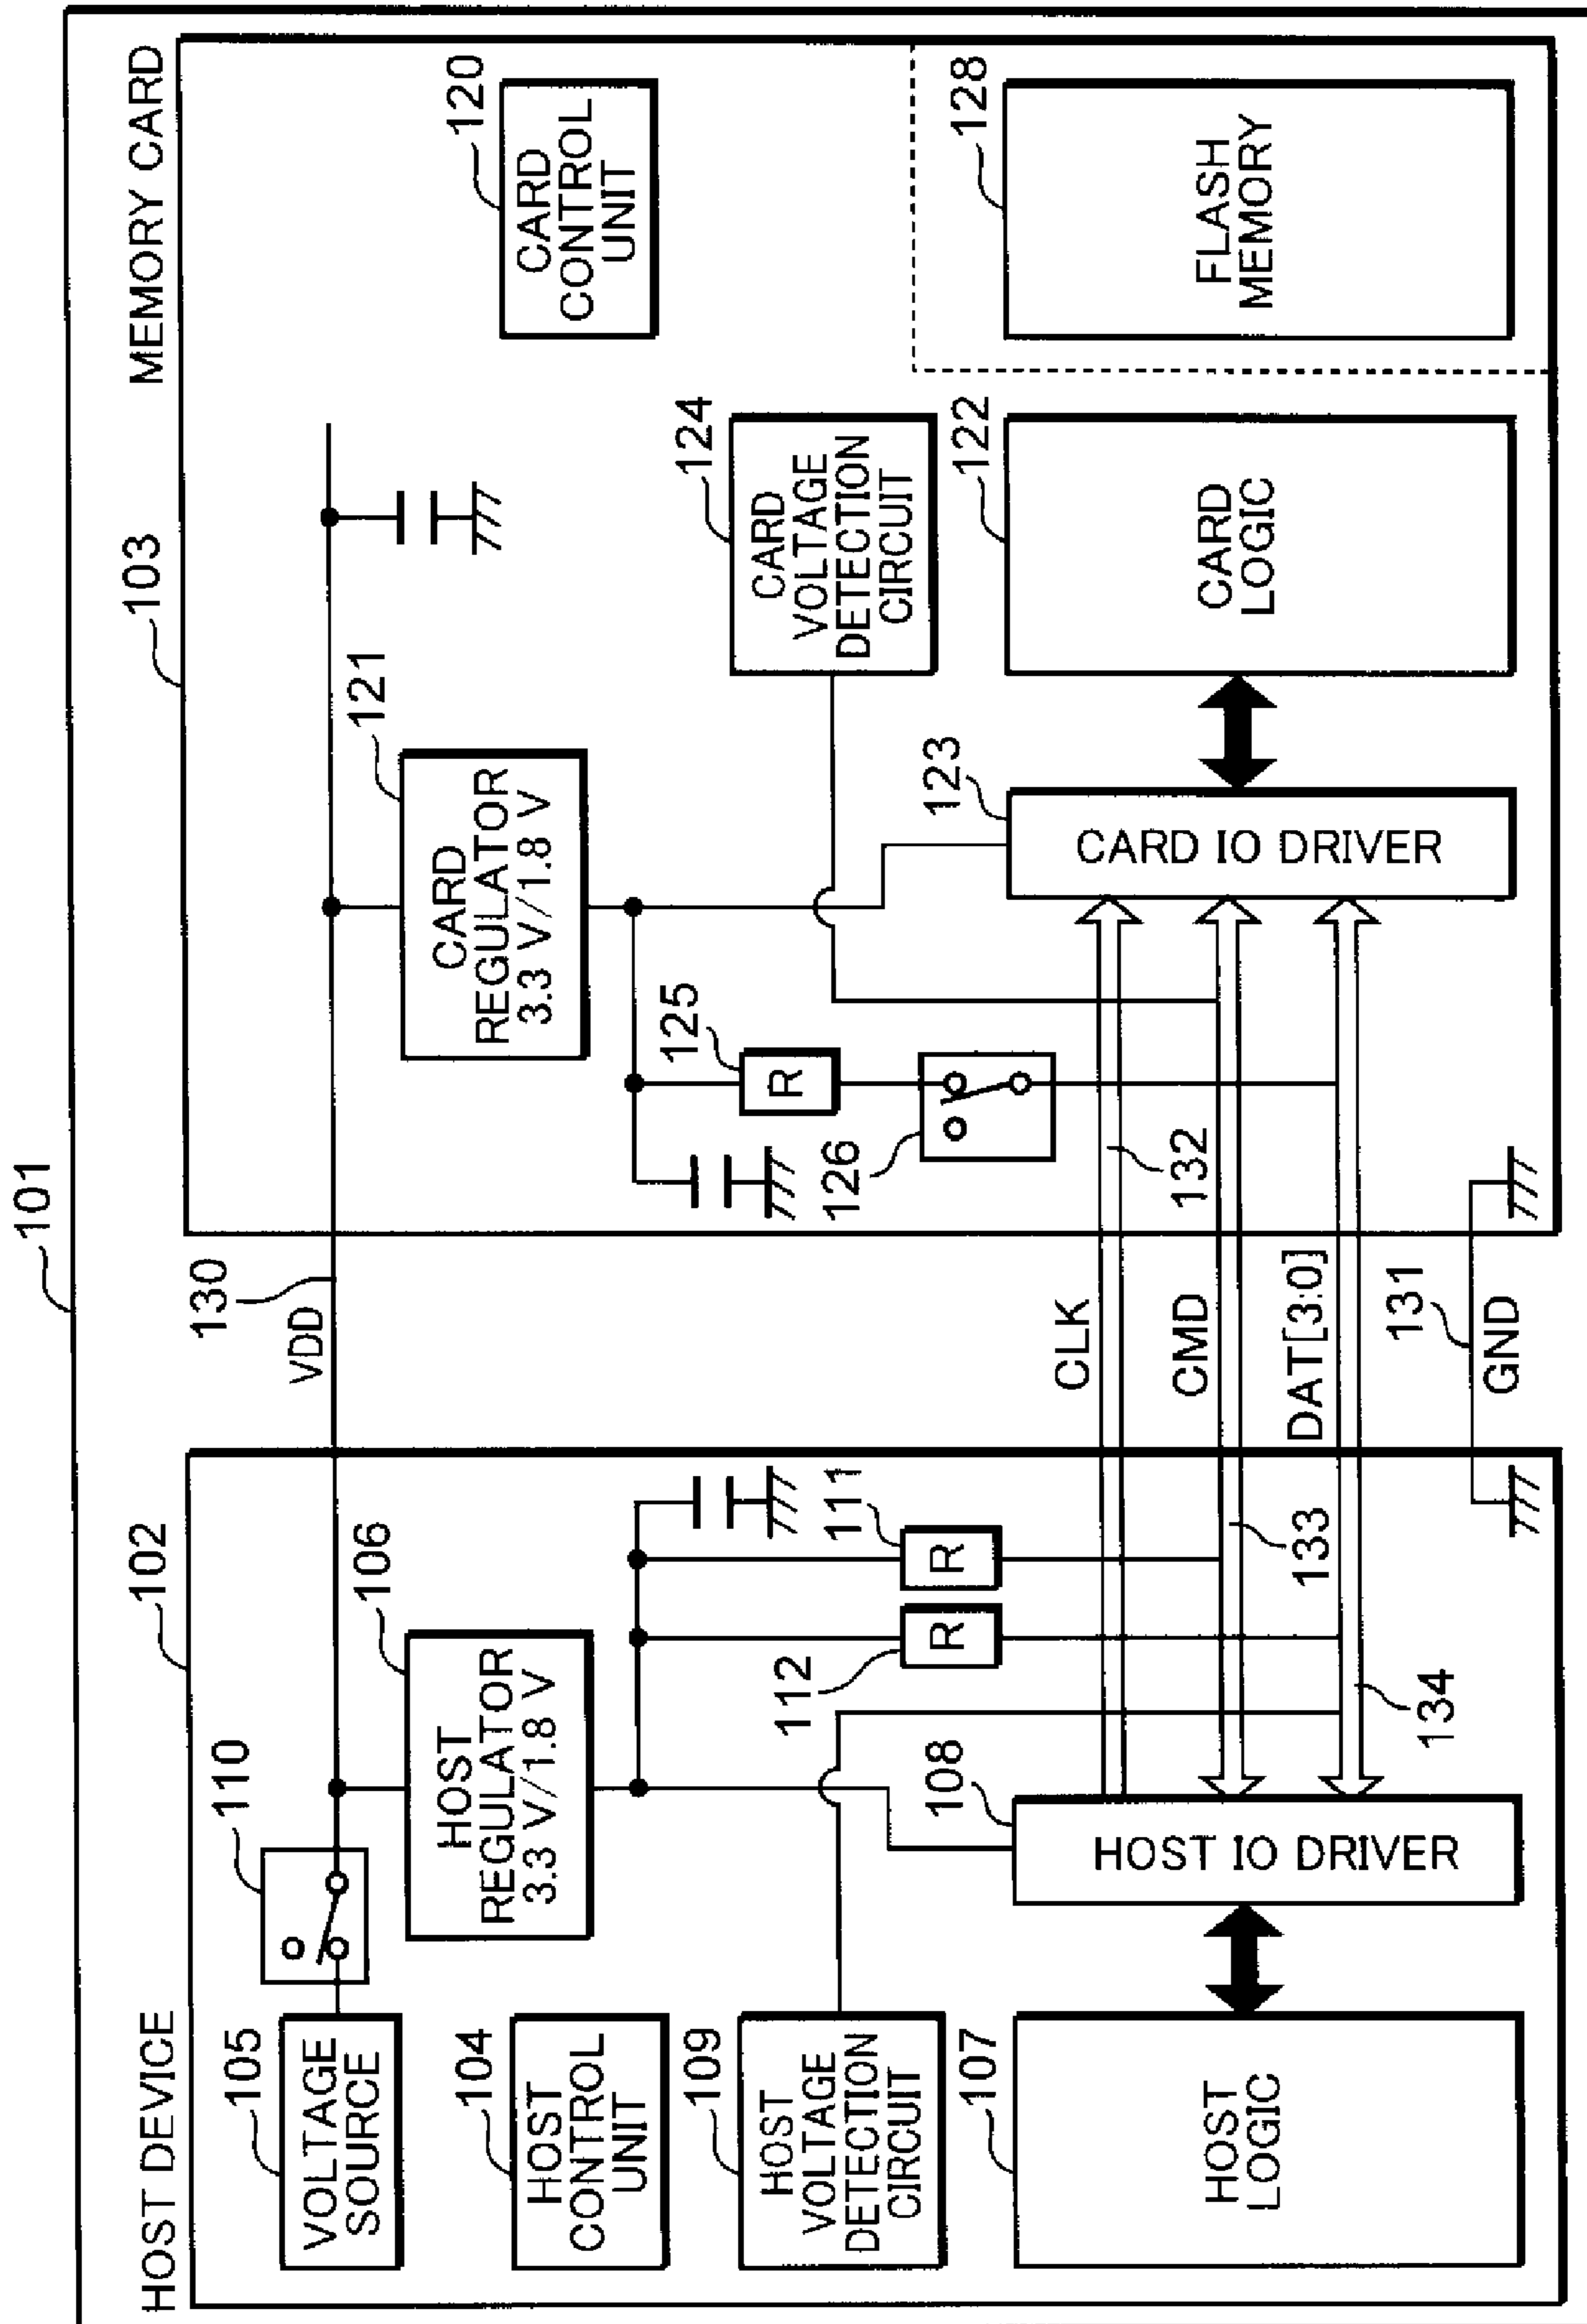 101
HOST DEVICE
102
103
MEMORY CARD
105
VOLTAGE
SOURCE
110
130
VDD
104
HOST
CONTROL
UNIT
106
HOST
REGULATOR
3.3 V/1.8 V
121
CARD
REGULATOR
3.3 V/1.8 V
120
CARD
CONTROL
UNIT
109
HOST
VOLTAGE
DETECTION
CIRCUIT
112
R
111
R
125
R
126
124
CARD
VOLTAGE
DETECTION
CIRCUIT
107
HOST
LOGIC
108
HOST IO DRIVER
CLK
132
CMD
133
DAT[3:0]
134
131
GND
123
CARD IO DRIVER
122
CARD
LOGIC
128
FLASH
MEMORY